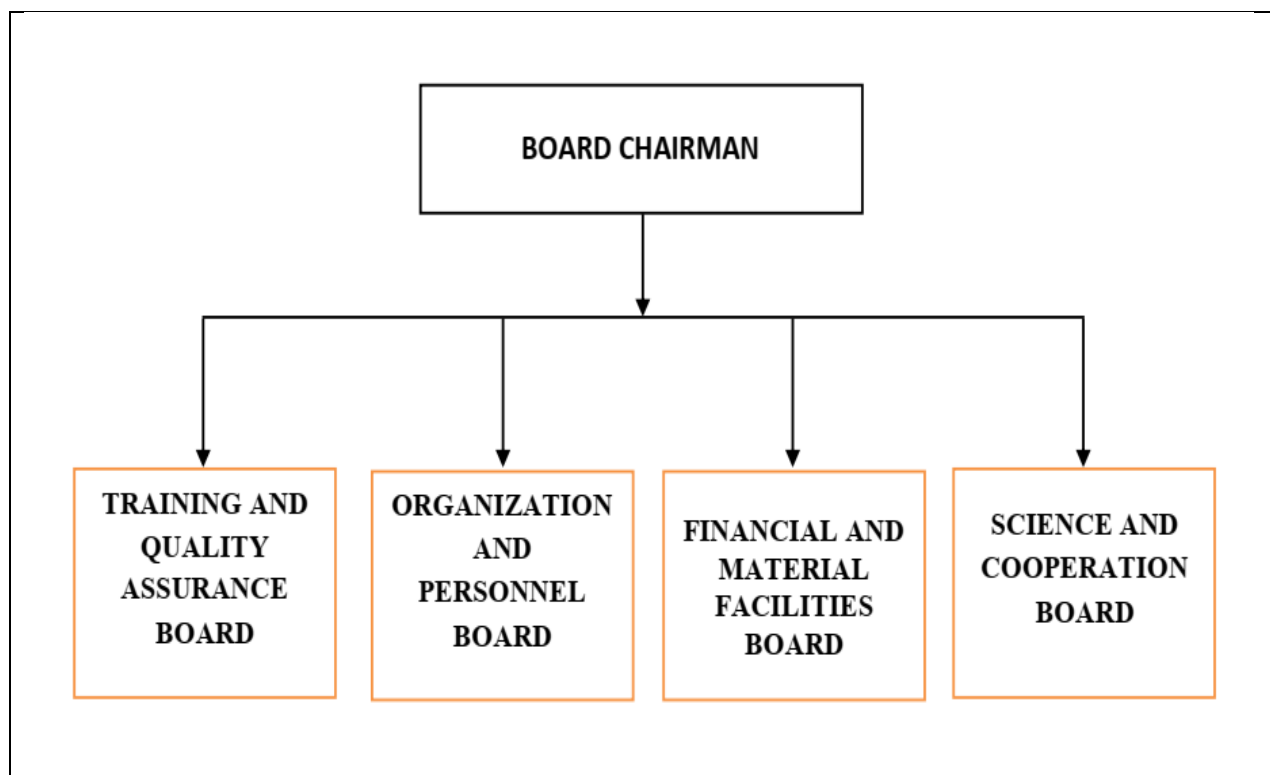 BOARD CHAIRMAN
TRAINING AND
QUALITY
ASSURANCE
BOARD
ORGANIZATION
AND
PERSONNEL
BOARD
FINANCIAL AND
MATERIAL
FACILITIES
BOARD
SCIENCE AND
COOPERATION
BOARD